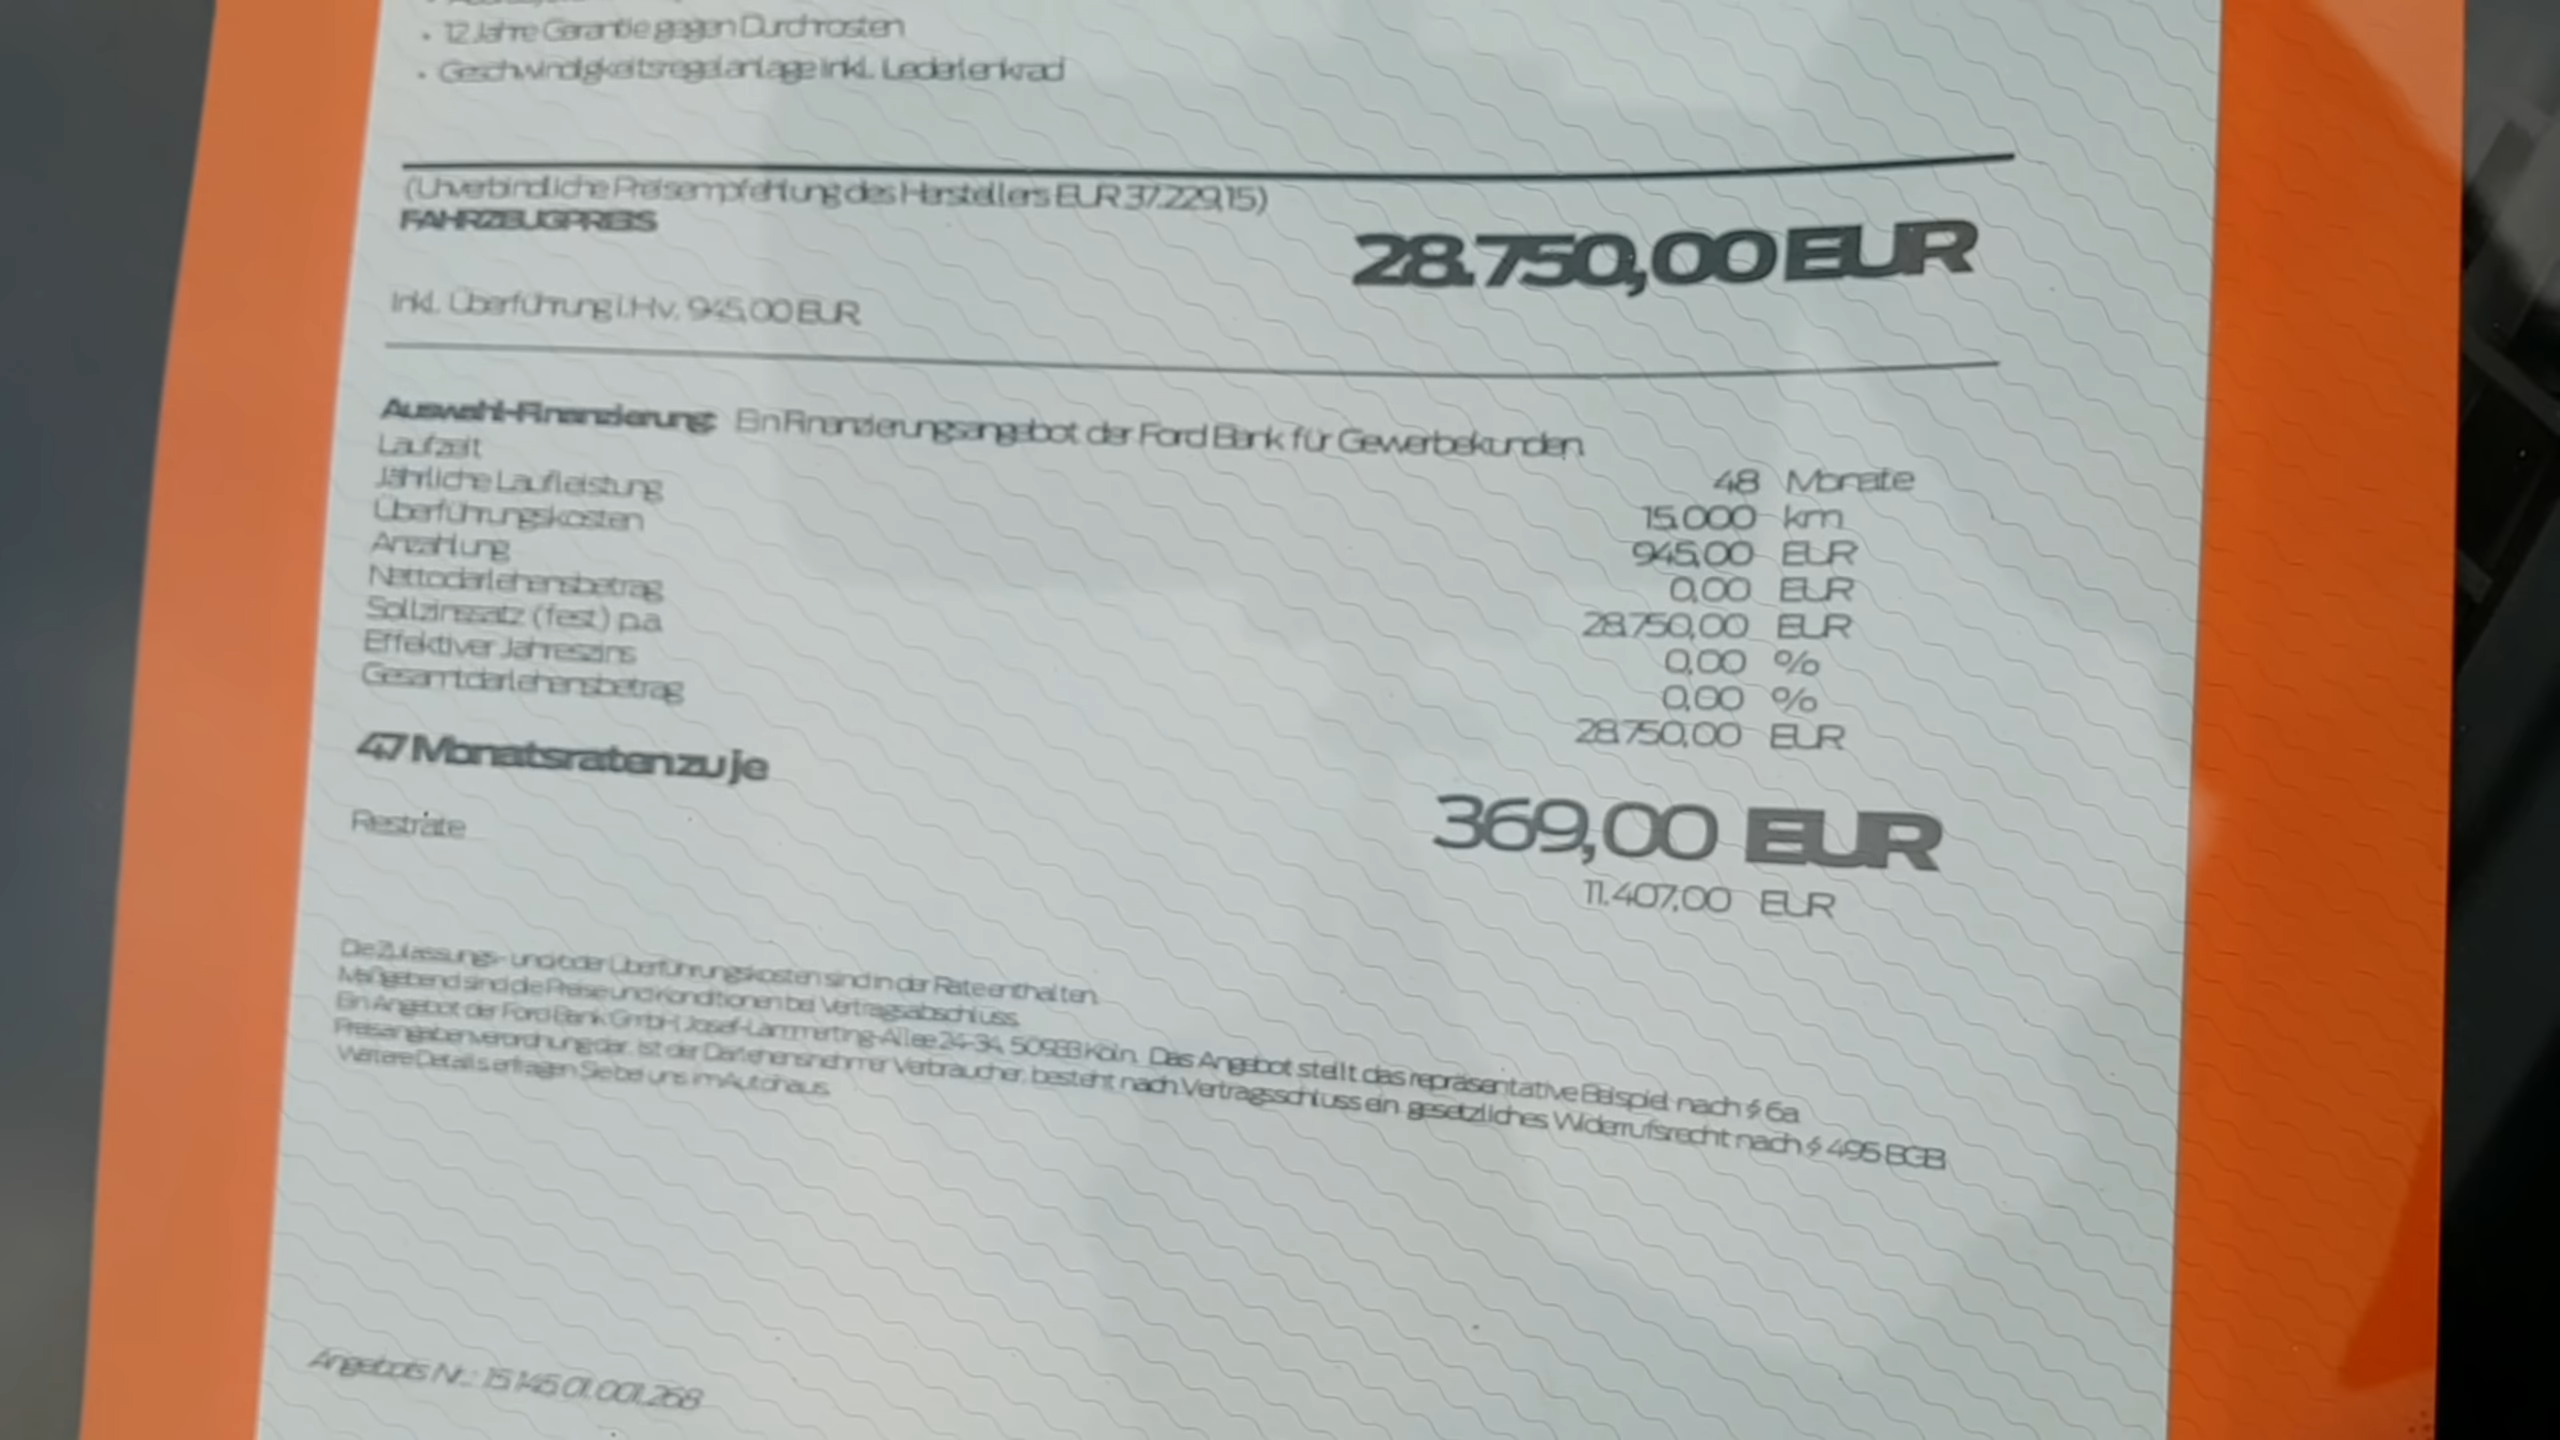 • 12 Jahre Garantie gegen Durchrosten
• Geschwindigkeitsregelanlage inkl. Lederlenkrad
(Unverbindliche Preisempfehlung des Herstellers EUR 37.229,15)
FAHRZEUGPREIS
28.750,00 EUR
Inkl. Überführung i.H.v. 945,00 EUR
Auswahl-Finanzierung: Ein Finanzierungsangebot der Ford Bank für Gewerbekunden.
Laufzeit 48 Monate
Jährliche Laufleistung 15.000 km
Überführungskosten 945,00 EUR
Anzahlung 0,00 EUR
Nettodarlehensbetrag 28.750,00 EUR
Sollzinssatz (fest) p.a. 0,00 %
Effektiver Jahreszins 0,00 %
Gesamtdarlehensbetrag 28.750,00 EUR
47 Monatsraten zu je 369,00 EUR
Restrate 11.407,00 EUR
Die Zulassungs- und/oder Überführungskosten sind in der Rate enthalten.
Maßgebend sind die Preise und Konditionen bei Vertragsabschluss.
Ein Angebot der Ford Bank GmbH, Josef-Lammerting-Allee 24-34, 50933 Köln. Das Angebot stellt das repräsentative Beispiel nach § 6a
Preisangabenverordnung dar. Ist der Darlehensnehmer Verbraucher, besteht nach Vertragsschluss ein gesetzliches Widerrufsrecht nach § 495 BGB.
Weitere Details erfragen Sie bei uns im Autohaus.
Angebots Nr.: 15.145.01.001.268